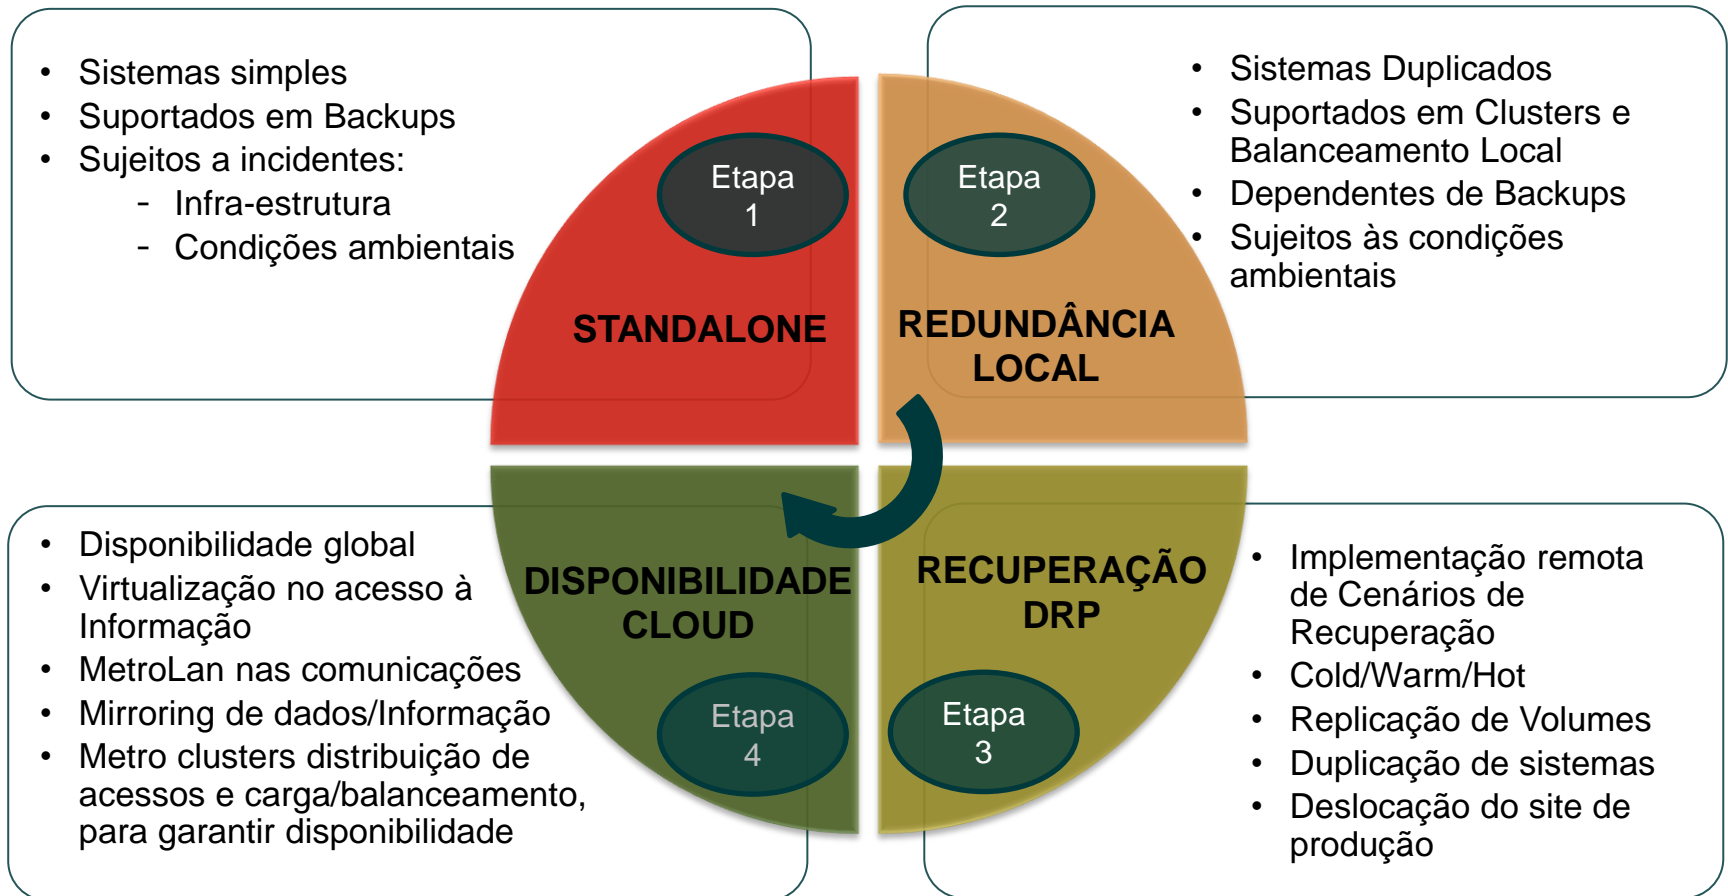 • Sistemas simples
• Suportados em Backups
• Sujeitos a incidentes:
- Infra-estrutura
- Condições ambientais
Etapa
1
STANDALONE
• Sistemas Duplicados
• Suportados em Clusters e
Balanceamento Local
• Dependentes de Backups
• Sujeitos às condições
ambientais
Etapa
2
REDUNDÂNCIA
LOCAL
• Disponibilidade global
• Virtualização no acesso à
Informação
• MetroLan nas comunicações
• Mirroring de dados/Informação
• Metro clusters distribuição de
acessos e carga/balanceamento,
para garantir disponibilidade
DISPONIBILIDADE
CLOUD
Etapa
4
RECUPERAÇÃO
DRP
Etapa
3
• Implementação remota
de Cenários de
Recuperação
• Cold/Warm/Hot
• Replicação de Volumes
• Duplicação de sistemas
• Deslocação do site de
produção